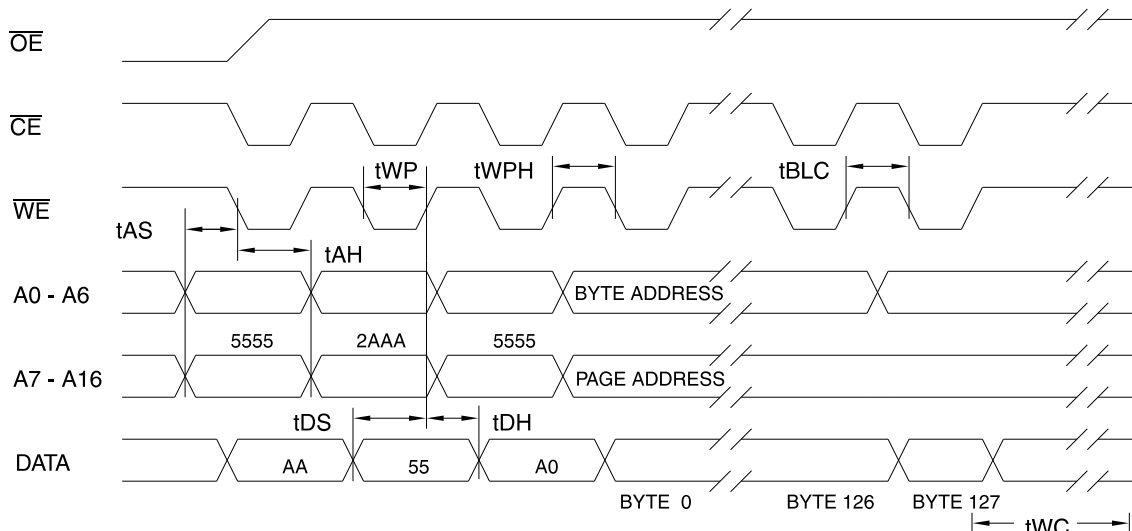 OE
CE
tWP tWPH tBLC
WE
tAS
tAH
A0 - A6 BYTE ADDRESS
5555 2AAA 5555
A7 - A16 PAGE ADDRESS
tDS tDH
DATA AA 55 A0
BYTE 0 BYTE 126 BYTE 127
tWC